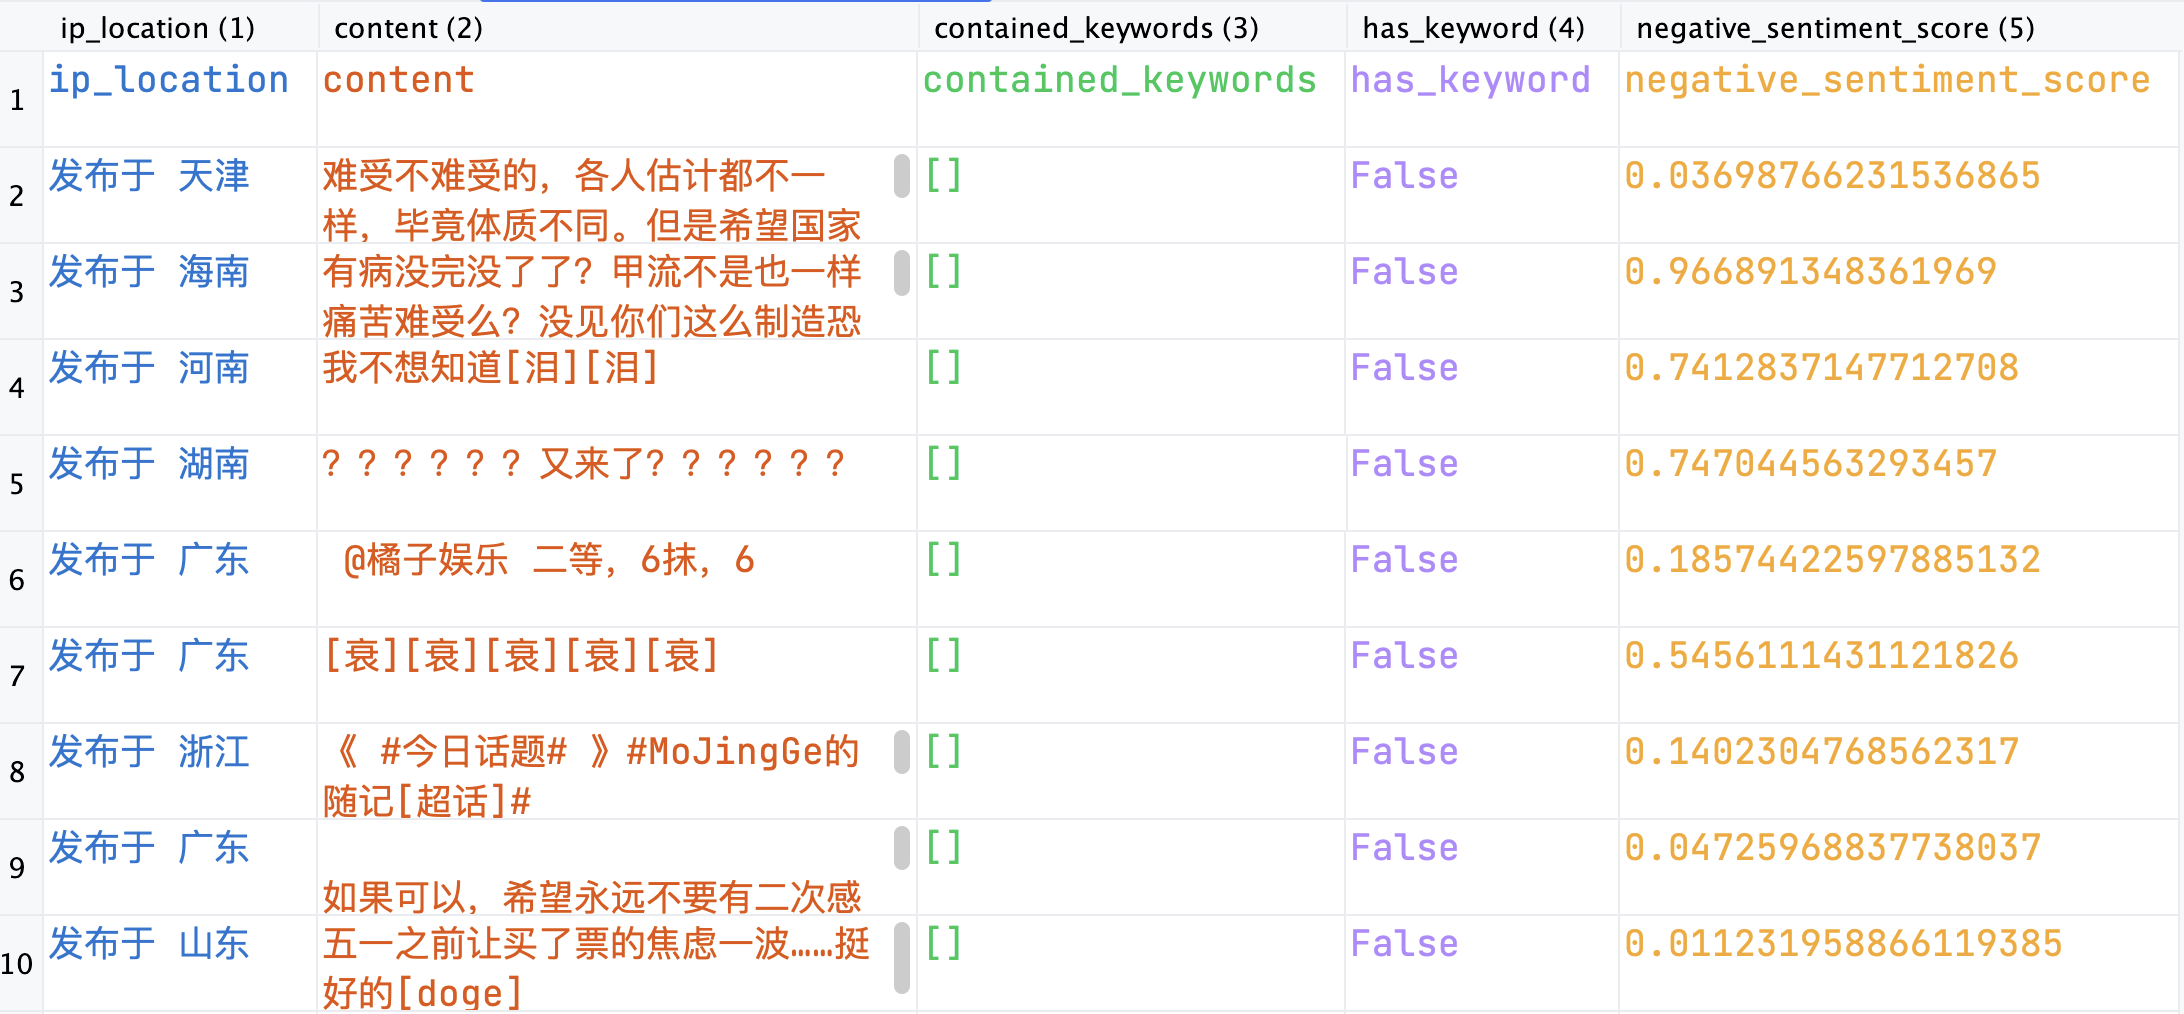 ip_location (1) content (2) contained_keywords (3) has_keyword (4) negative_sentiment_score (5)
1 ip_location content contained_keywords has_keyword negative_sentiment_score
2 发布于 天津 难受不难受的，各人估计都不一 [] False 0.03698766231536865
样，毕竟体质不同。但是希望国家
3 发布于 海南 有病没完没了了？甲流不是也一样 [] False 0.966891348361969
痛苦难受么？没见你们这么制造恐
4 发布于 河南 我不想知道[泪][泪] [] False 0.7412837147712708
5 发布于 湖南 ？？？？？？又来了？？？？？？ [] False 0.747044563293457
6 发布于 广东 @橘子娱乐 二等，6抹，6 [] False 0.18574422597885132
7 发布于 广东 [衰][衰][衰][衰][衰] [] False 0.5456111431121826
8 发布于 浙江 《 #今日话题# 》#MoJingGe的 [] False 0.1402304768562317
随记[超话]#
9 发布于 广东 [] False 0.04725968837738037
如果可以，希望永远不要有二次感
10 发布于 山东 五一之前让买了票的焦虑一波……挺 [] False 0.011231958866119385
好的[doge]